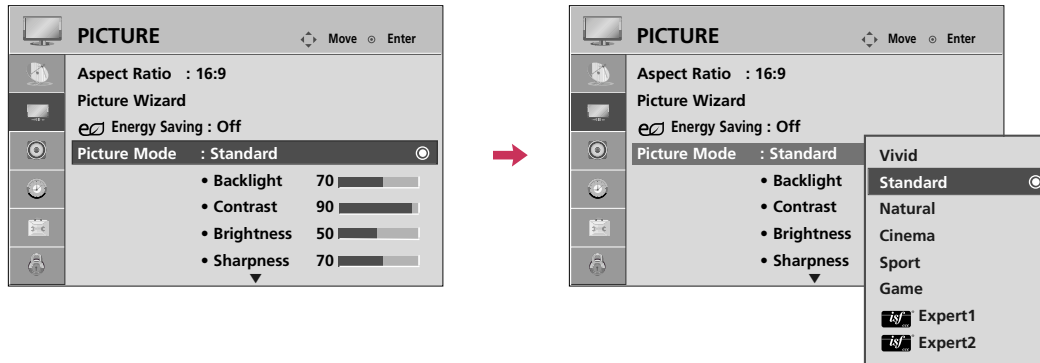 PICTURE Move Enter
Aspect Ratio : 16:9
Picture Wizard
Energy Saving : Off
Picture Mode : Standard
• Backlight 70
• Contrast 90
• Brightness 50
• Sharpness 70
PICTURE Move Enter
Aspect Ratio : 16:9
Picture Wizard
Energy Saving : Off
Picture Mode : Standard
• Backlight
• Contrast
• Brightness
• Sharpness
Vivid
Standard
Natural
Cinema
Sport
Game
isf Expert1
isf Expert2